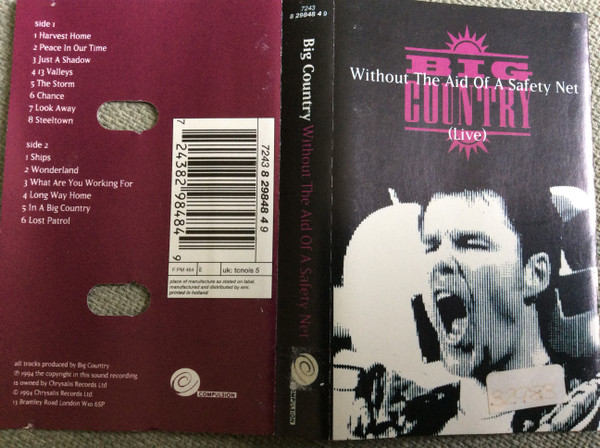 side 1
1 Harvest Home
2 Peace In Our Time
3 Just A Shadow
4 13 Valleys
5 The Storm
6 Chance
7 Look Away
8 Steeltown
side 2
1 Ships
2 Wonderland
3 What Are You Working For
4 Long Way Home
5 In A Big Country
6 Lost Patrol
all tracks produced by Big Country
℗ 1994 the copyright in this sound recording
is owned by Chrysalis Records Ltd
© 1994 Chrysalis Records Ltd
13 Bramley Road London W10 6SP
7243 8 29848 4 9
7 24382 98484 9
F:PM 464
E
uk: tcnois 5
place of manufacture as stated on label.
manufactured and distributed by emi.
printed in holland
COMPULSION
7243
8 29848 4 9
Big Country Without The Aid Of A Safety Net
COMPULSION
BIG
Without The Aid Of A Safety Net
COUNTRY
(Live)